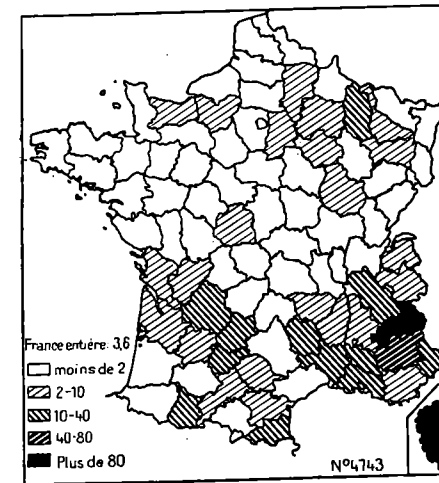 France entière: 3,6
moins de 2
2-10
10-40
40-80
Plus de 80
N°4743